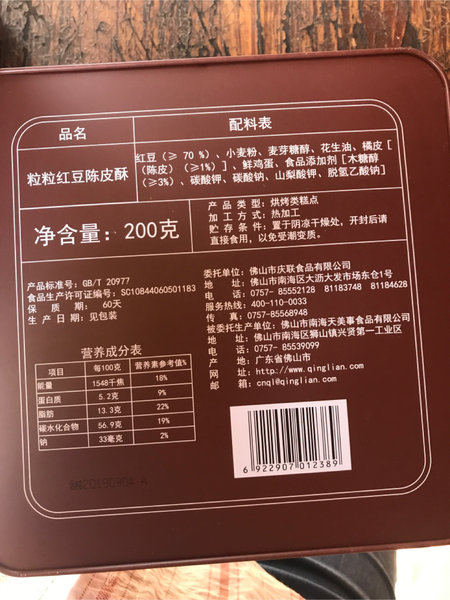 品名
配料表
粒粒红豆陈皮酥
红豆（≥ 70 %）、小麦粉、麦芽糖醇、花生油、橘皮［
（陈皮）（≥1%）］、鲜鸡蛋、食品添加剂［木糖醇
（≥3%）、碳酸钾、碳酸钠、山梨酸钾、脱氢乙酸钠］
净含量：200克
产品类型：烘烤类糕点
加工方式：热加工
贮存条件：置于阴凉干燥处，开封后请
直接食用，以免受潮变质。
产品标准号：GB/T 20977
食品生产许可证编号：SC10844060501183
保质期：60天
生产日期：见包装
委托单位：佛山市庆联食品有限公司
地址：佛山市南海区大沥大发市场东仓1号
电话：0757-85552128 81183748 81184628
服务热线：400-110-0033
传真：0757-85568948
被委托生产单位：佛山市南海天美事食品有限公司
地址：佛山市南海区狮山镇兴贤第一工业区
电话：0757-85539099
产地：广东省佛山市
网址：http://www.qinglian.com
邮箱：cnql@qinglian.com
营养成分表
项目 每100克 营养素参考值%
能量 1548千焦 18%
蛋白质 5.2克 9%
脂肪 13.3克 22%
碳水化合物 56.9克 19%
钠 33毫克 2%
6 922907 012389
20190904 A